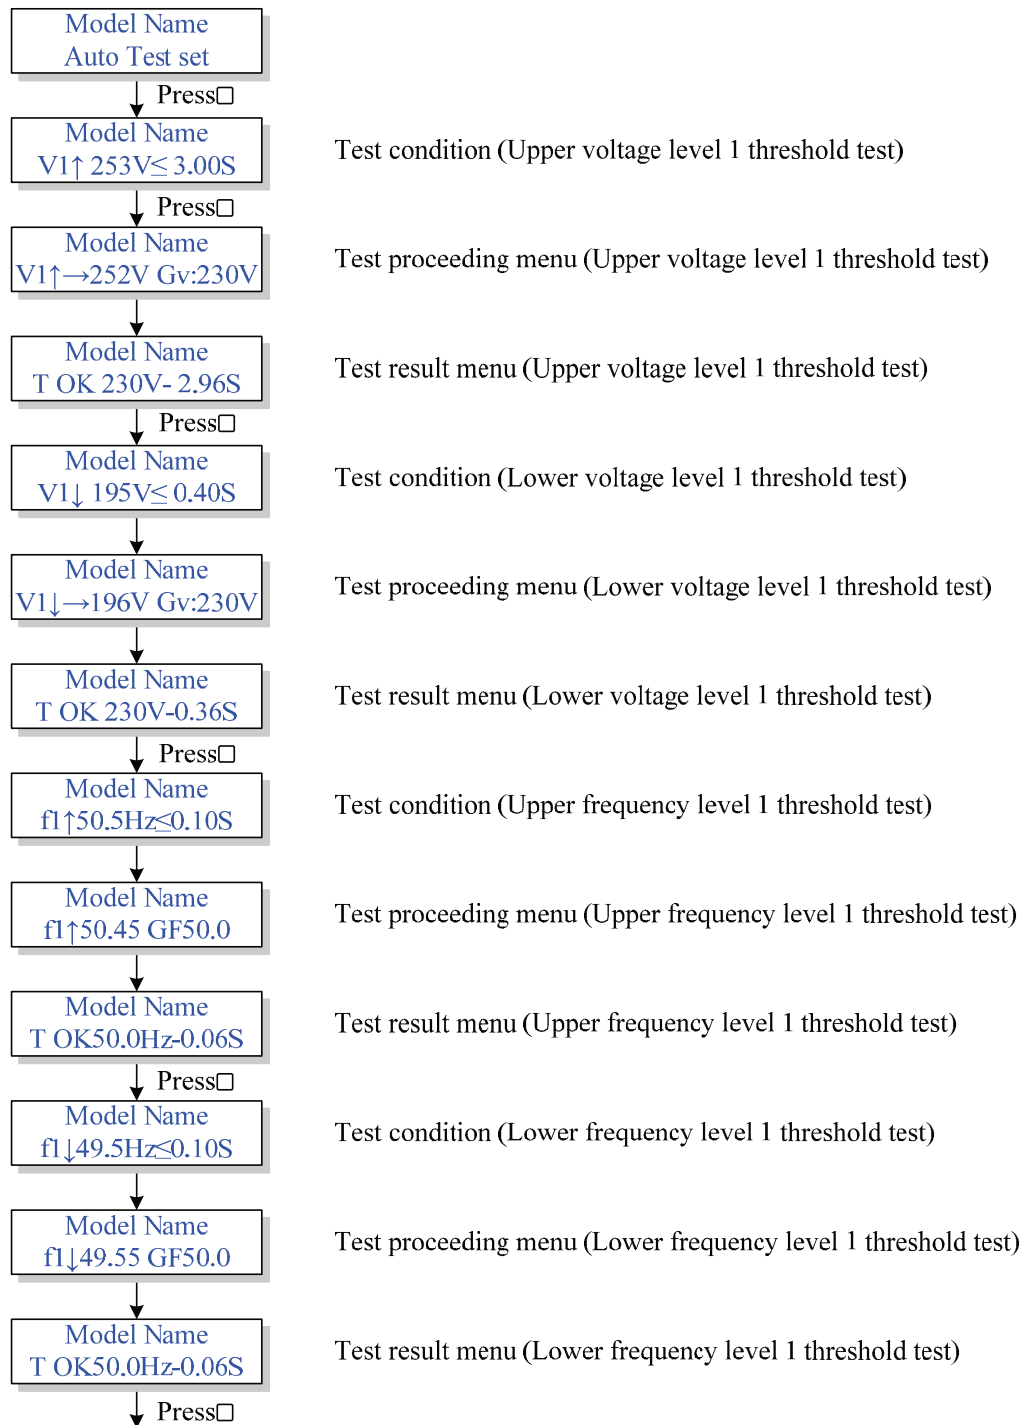 Model Name
Auto Test set
Press□
Model Name
V1↑ 253V≤ 3.00S
Test condition (Upper voltage level 1 threshold test)
Press□
Model Name
V1↑→252V Gv:230V
Test proceeding menu (Upper voltage level 1 threshold test)
Model Name
T OK 230V- 2.96S
Test result menu (Upper voltage level 1 threshold test)
Press□
Model Name
V1↓ 195V≤ 0.40S
Test condition (Lower voltage level 1 threshold test)
Model Name
V1↓→196V Gv:230V
Test proceeding menu (Lower voltage level 1 threshold test)
Model Name
T OK 230V-0.36S
Test result menu (Lower voltage level 1 threshold test)
Press□
Model Name
f1↑50.5Hz≤0.10S
Test condition (Upper frequency level 1 threshold test)
Model Name
f1↑50.45 GF50.0
Test proceeding menu (Upper frequency level 1 threshold test)
Model Name
T OK50.0Hz-0.06S
Test result menu (Upper frequency level 1 threshold test)
Press□
Model Name
f1↓49.5Hz≤0.10S
Test condition (Lower frequency level 1 threshold test)
Model Name
f1↓49.55 GF50.0
Test proceeding menu (Lower frequency level 1 threshold test)
Model Name
T OK50.0Hz-0.06S
Test result menu (Lower frequency level 1 threshold test)
Press□